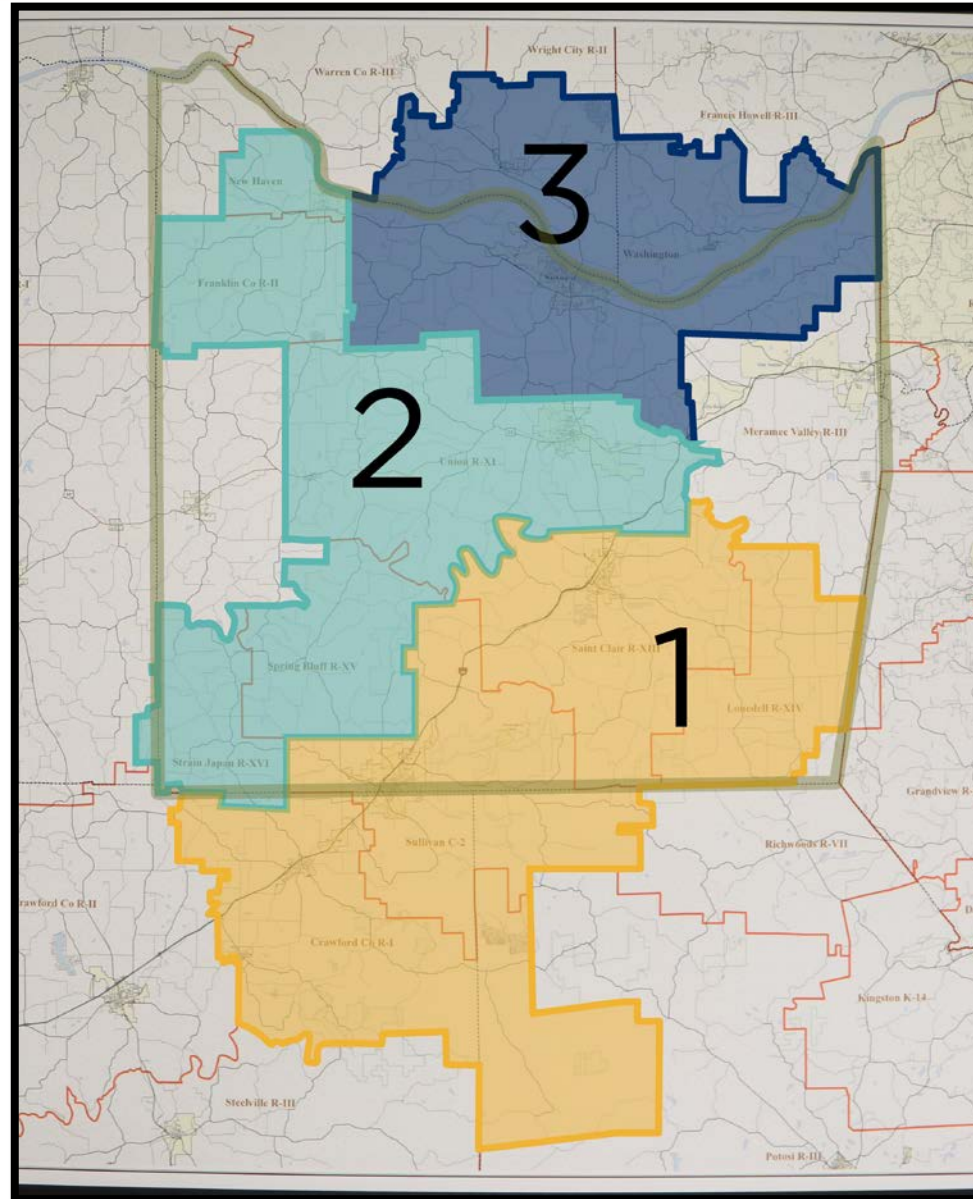 Wright City R-II
Warren Co R-III
Francis Howell R-III
3
New Haven
Washington
Franklin Co R-II
2
Meramec Valley R-III
Union R-XI
1
Saint Clair R-XIII
Spring Bluff R-XV
Lonedell R-XIV
Strain Japan R-XVI
Grandview R-
Sullivan C-2
Richwoods R-VII
rawford Co R-II
Crawford Co R-I
Kingston K-14
Steelville R-III
Potosi R-III